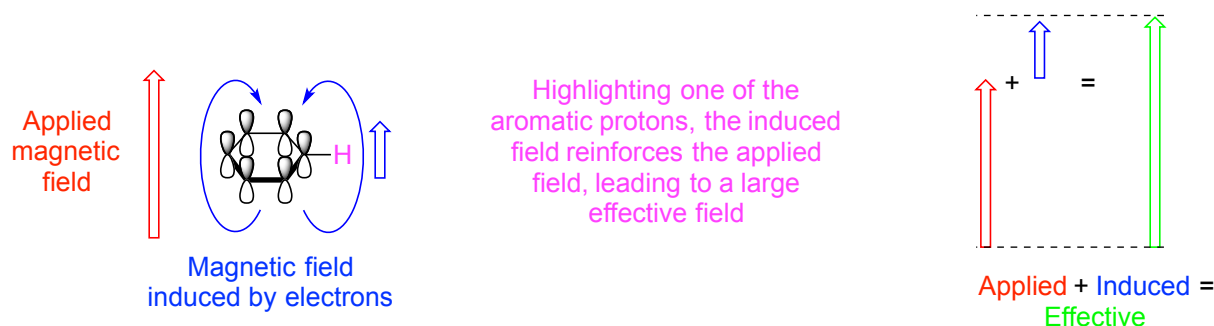 Applied
magnetic
field
H
Magnetic field
induced by electrons
Highlighting one of the
aromatic protons, the induced
field reinforces the applied
field, leading to a large
effective field
+ =
Applied + Induced =
Effective